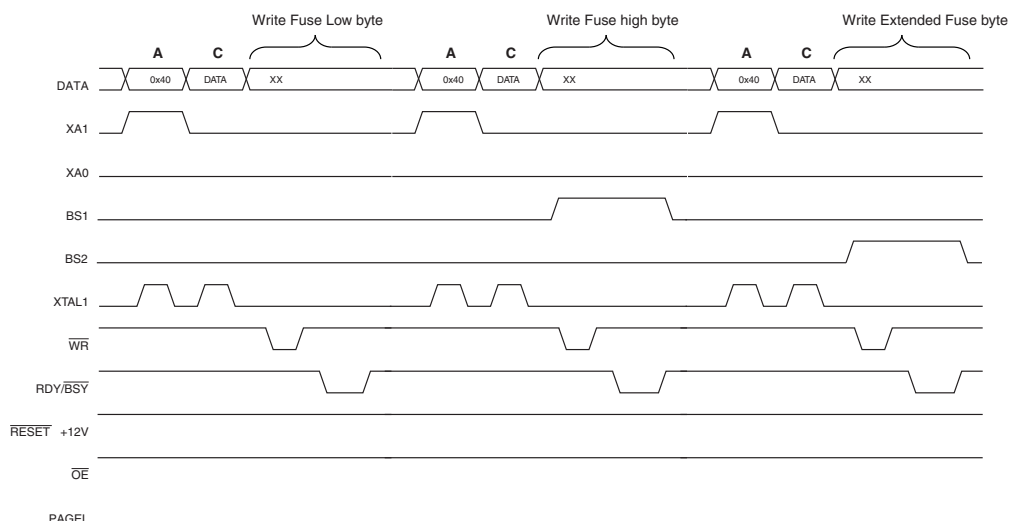 Write Fuse Low byte Write Fuse high byte Write Extended Fuse byte
A C A C A C
DATA 0x40 DATA XX 0x40 DATA XX 0x40 DATA XX
XA1
XA0
BS1
BS2
XTAL1
WR
RDY/BSY
RESET +12V
OE
PAGEL